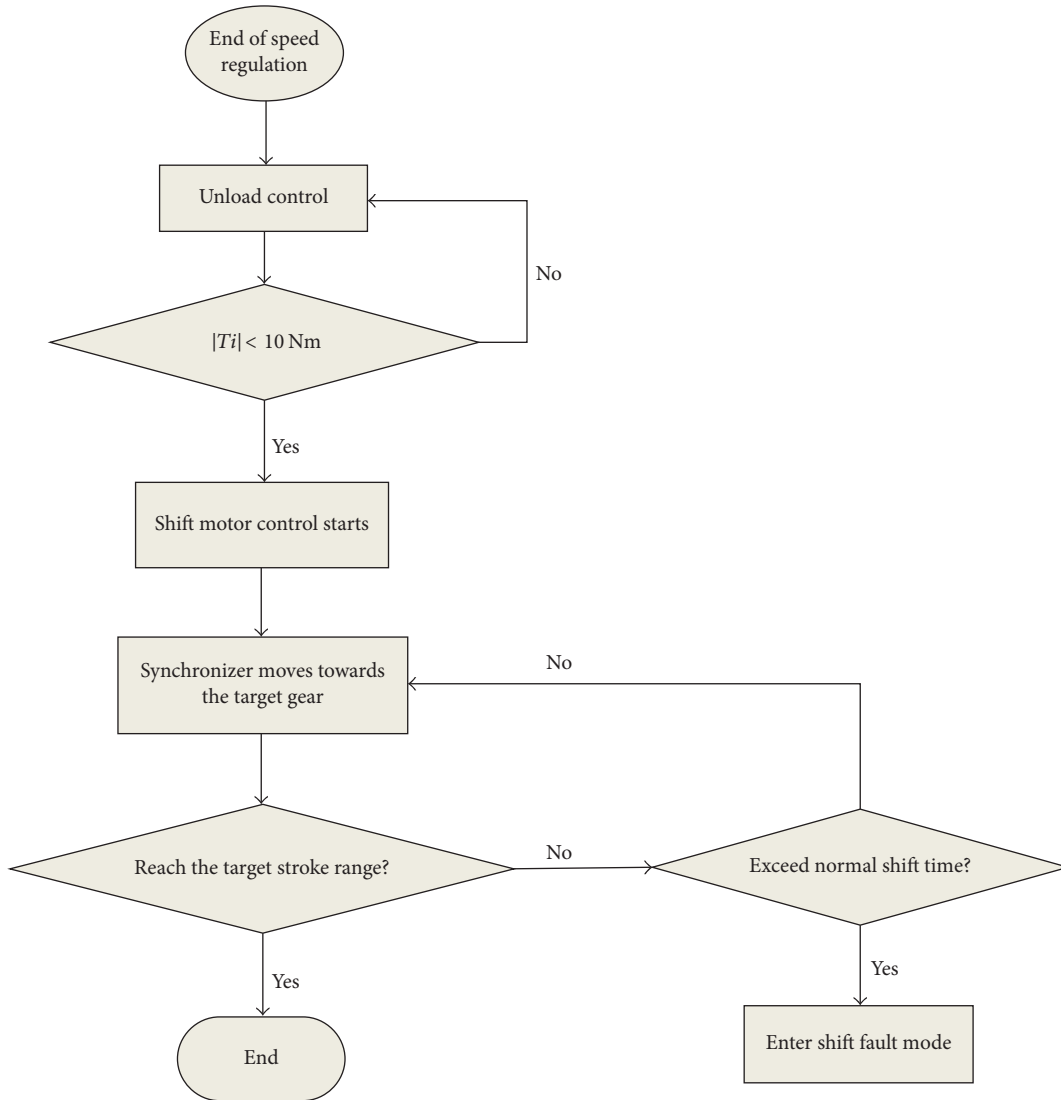 End of speed
regulation
Unload control
No
|Ti| < 10 Nm
Yes
Shift motor control starts
Synchronizer moves towards
the target gear
No
Reach the target stroke range?
No
Exceed normal shift time?
Yes
Yes
End
Enter shift fault mode